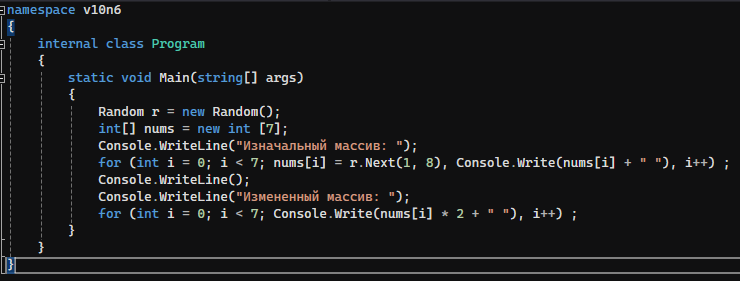 namespace v10n6
{
    internal class Program
    {
        static void Main(string[] args)
        {
            Random r = new Random();
            int[] nums = new int [7];
            Console.WriteLine("Изначальный массив: ");
            for (int i = 0; i < 7; nums[i] = r.Next(1, 8), Console.Write(nums[i] + " "), i++) ;
            Console.WriteLine();
            Console.WriteLine("Измененный массив: ");
            for (int i = 0; i < 7; Console.Write(nums[i] * 2 + " "), i++) ;
        }
    }
}